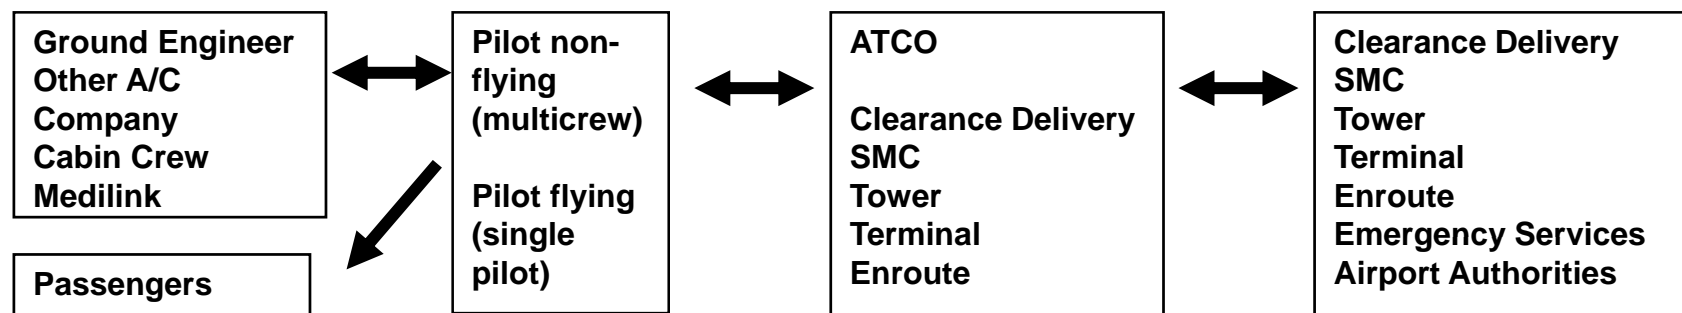 Ground Engineer
Other A/C
Company
Cabin Crew
Medilink
Passengers
Pilot non-
flying
(multicrew)
Pilot flying
(single
pilot)
ATCO
Clearance Delivery
SMC
Tower
Terminal
Enroute
Clearance Delivery
SMC
Tower
Terminal
Enroute
Emergency Services
Airport Authorities